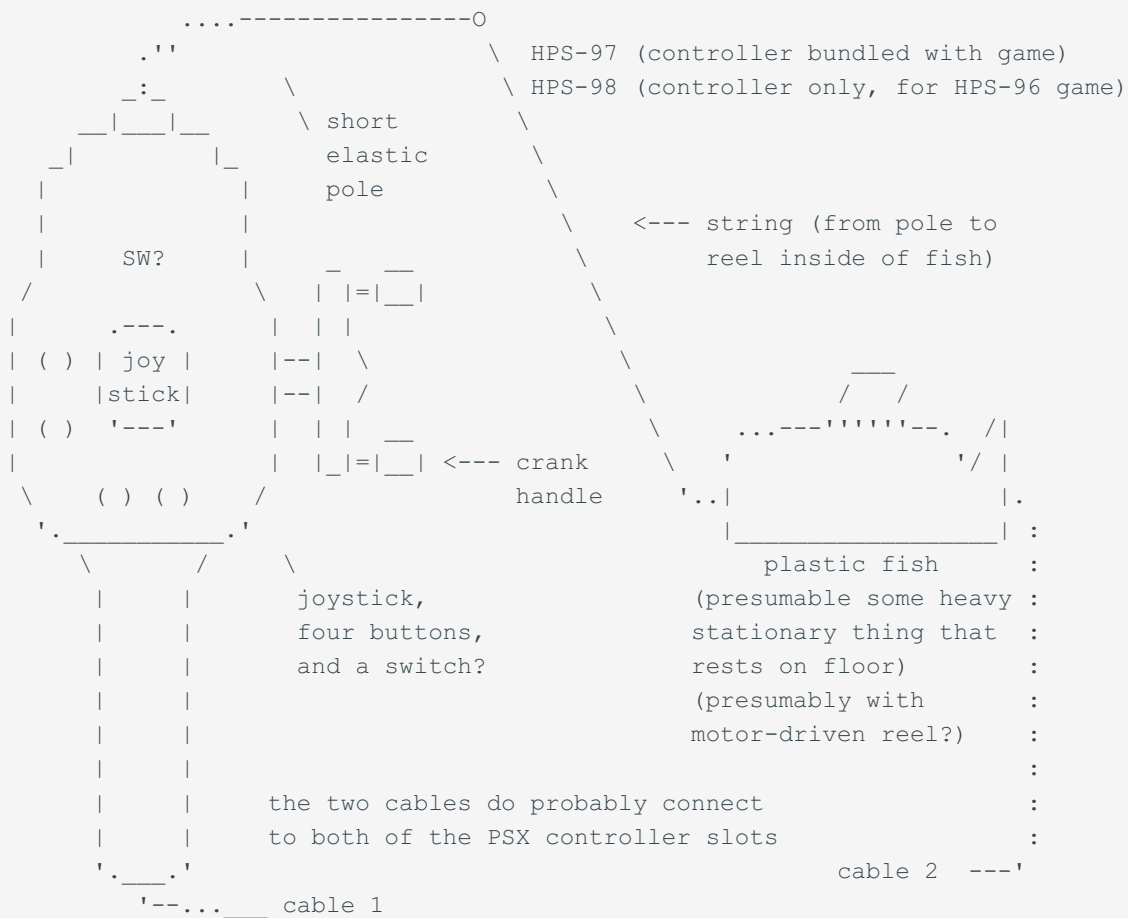 HPS-97 (controller bundled with game)
HPS-98 (controller only, for HPS-96 game)
short
elastic
pole
<--- string (from pole to
reel inside of fish)
SW?
joy
stick
<--- crank
handle
plastic fish
joystick,
four buttons,
and a switch?
(presumable some heavy
stationary thing that
rests on floor)
(presumably with
motor-driven reel?)
the two cables do probably connect
to both of the PSX controller slots
cable 2
cable 1